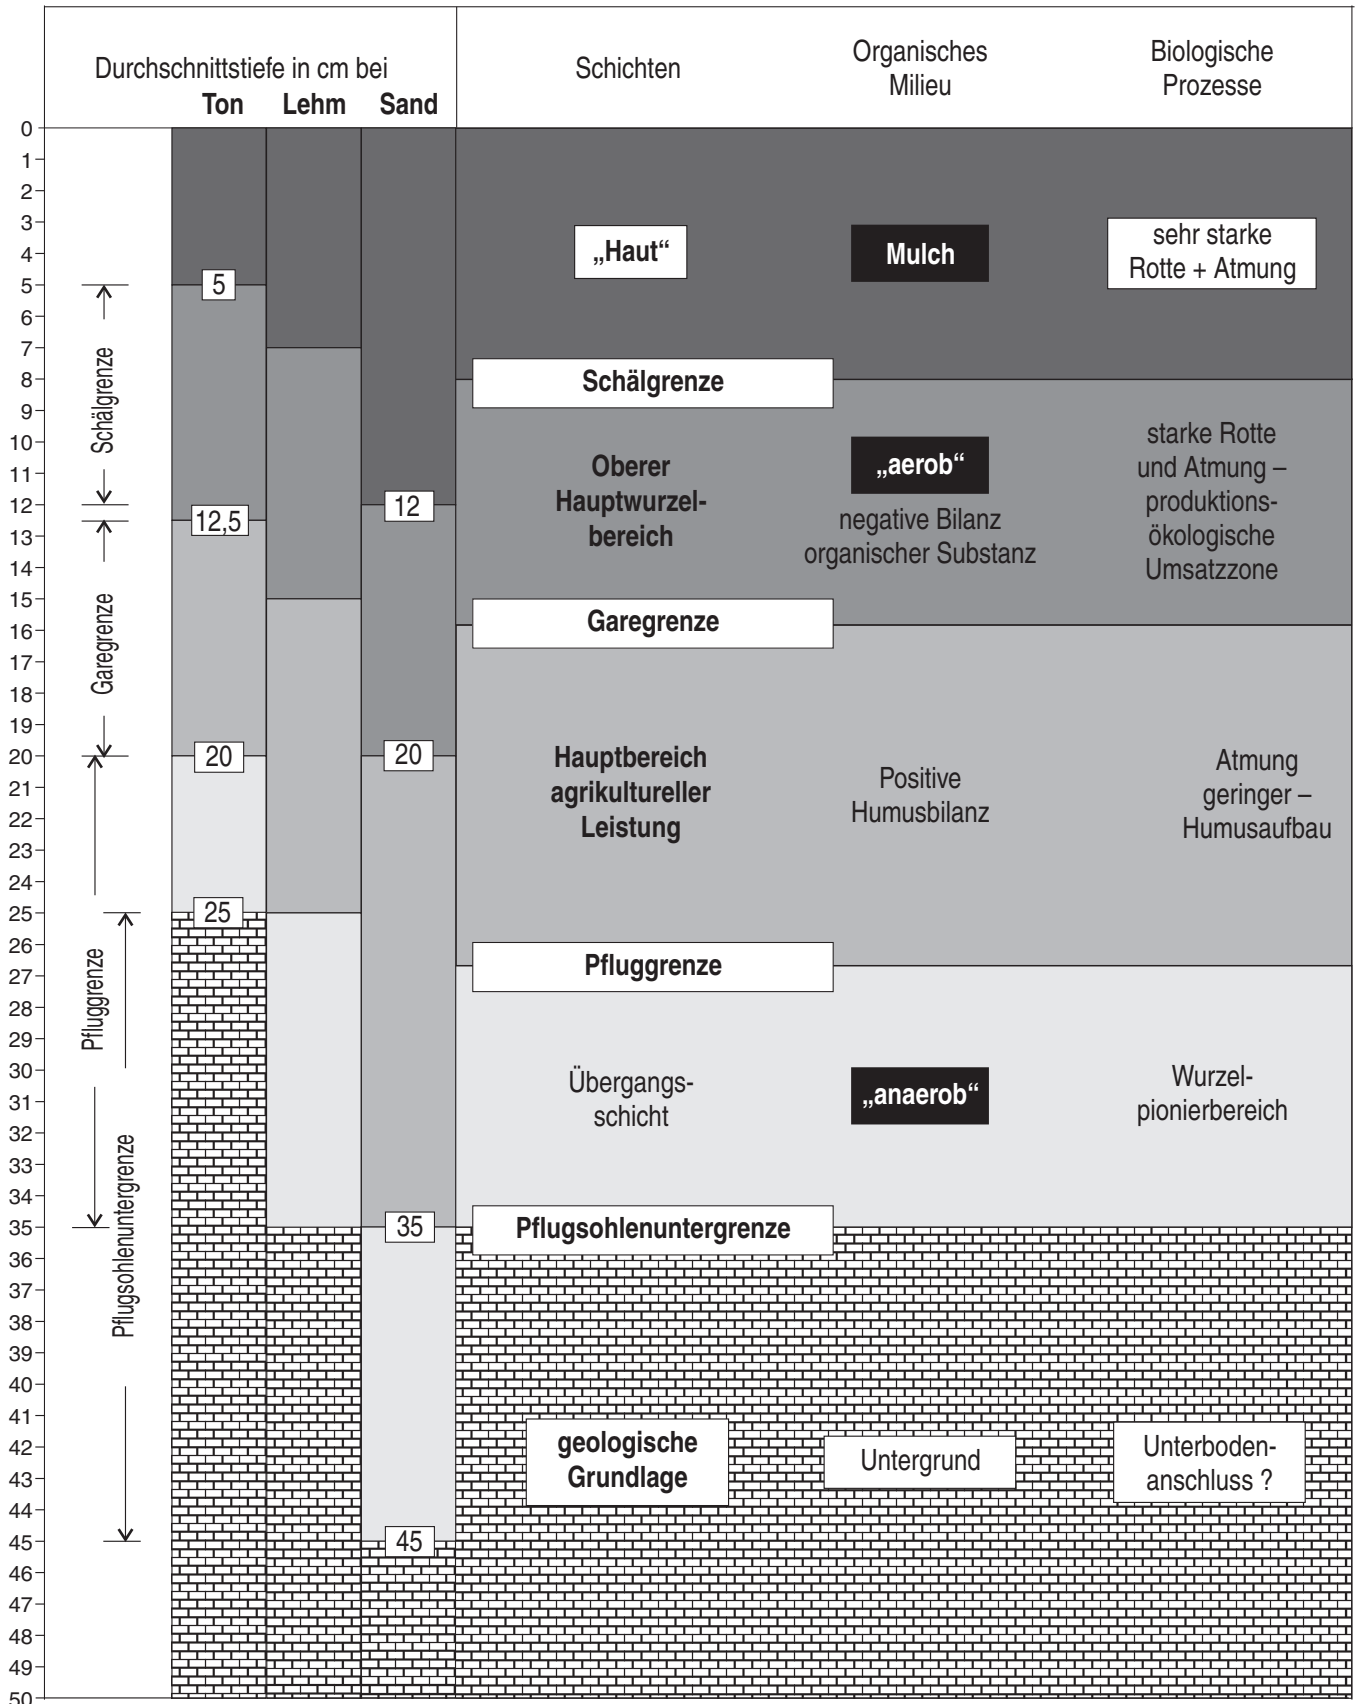 Durchschnittstiefe in cm bei
Ton Lehm Sand
Schichten
Organisches
Milieu
Biologische
Prozesse
0
1
2
3
4
5
6
7
8
9
10
11
12
13
14
15
16
17
18
19
20
21
22
23
24
25
26
27
28
29
30
31
32
33
34
35
36
37
38
39
40
41
42
43
44
45
46
47
48
49
50
Schälgrenze
Garegrenze
Pfluggrenze
Pflugsohlenuntergrenze
5
12,5
20
25
12
20
35
45
„Haut“
Mulch
sehr starke
Rotte + Atmung
Schälgrenze
Oberer
Hauptwurzel-
bereich
„aerob“
negative Bilanz
organischer Substanz
starke Rotte
und Atmung –
produktions-
ökologische
Umsatzzone
Garegrenze
Hauptbereich
agrikultureller
Leistung
Positive
Humusbilanz
Atmung
geringer –
Humusaufbau
Pfluggrenze
Übergangs-
schicht
„anaerob“
Wurzel-
pionierbereich
Pflugsohlenuntergrenze
geologische
Grundlage
Untergrund
Unterboden-
anschluss ?